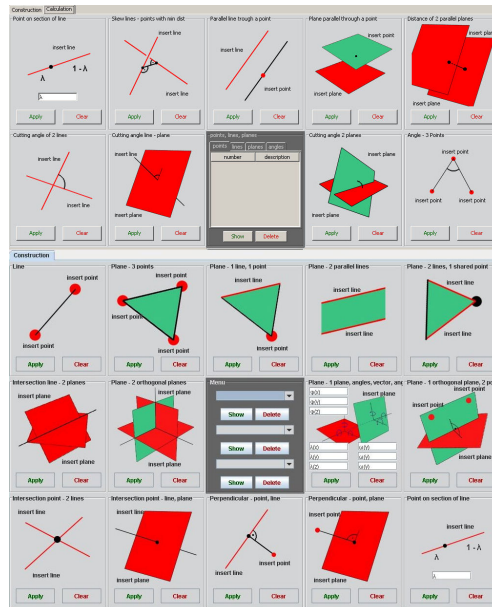 Construction Calculation
Point on section of line
Skew lines - points with min dist
Parallel line trough a point
Plane parallel through a point
Distance of 2 parallel planes
insert line
λ
1 - λ
λ
insert line
insert line
insert line
insert point
insert point
insert plane
insert plane
insert plane
Apply Clear Apply Clear Apply Clear Apply Clear Apply Clear
Cutting angle of 2 lines
Cutting angle line - plane
points, lines, planes
Cutting angle 2 planes
Angle - 3 Points
insert line
insert line
insert line
insert plane
points lines planes angles
number description
Show Delete
insert plane
insert plane
insert point
insert point
insert point
Apply Clear Apply Clear Apply Clear Apply Clear
Construction
Line
Plane - 3 points
Plane - 1 line, 1 point
Plane - 2 parallel lines
Plane - 2 lines, 1 shared point
insert point
insert point
insert point
insert point
insert point
insert line
insert point
insert line
insert line
insert line
insert line
Apply Clear Apply Clear Apply Clear Apply Clear Apply Clear
Intersection line - 2 planes
Plane - 2 orthogonal planes
Menu
Plane - 1 plane, angles, vector, ang
Plane - 1 orthogonal plane, 2 po
insert plane
insert plane
insert plane
insert plane
Show Delete
Show Delete
Show Delete
insert plane
insert point
insert point
insert plane
Apply Clear Apply Clear Apply Clear Apply Clear
Intersection point - 2 lines
Intersection point - line, plane
Perpendicular - point, line
Perpendicular - point, plane
Point on section of line
insert line
insert line
insert line
insert plane
insert line
insert point
insert point
insert plane
insert line
λ
1 - λ
λ
Apply Clear Apply Clear Apply Clear Apply Clear Apply Clear